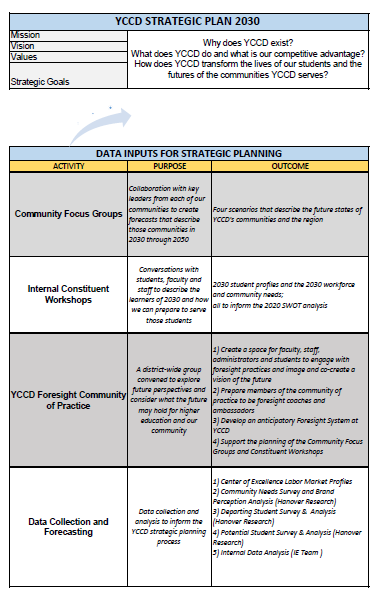 YCCD STRATEGIC PLAN 2030
Mission
Vision
Values
Strategic Goals
Why does YCCD exist?
What does YCCD do and what is our competitive advantage?
How does YCCD transform the lives of our students and the
futures of the communities YCCD serves?
DATA INPUTS FOR STRATEGIC PLANNING
ACTIVITY PURPOSE OUTCOME
Community Focus Groups
Collaboration with key
leaders from each of our
communities to create
forecasts that describe
those communities in
2030 through 2050
Four scenarios that describe the future states of
YCCD's communities and the region
Internal Constituent
Workshops
Conversations with
students, faculty and
staff to describe the
learners of 2030 and how
we can prepare to serve
those students
2030 student profiles and the 2030 workforce
and community needs;
all to inform the 2020 SWOT analysis
YCCD Foresight Community
of Practice
A district-wide group
convened to explore
future perspectives and
consider what the future
may hold for higher
education and our
community
1) Create a space for faculty, staff,
administrators and students to engage with
foresight practices and image and co-create a
vision of the future
2) Prepare members of the community of
practice to be foresight coaches and
ambassadors
3) Develop an anticipatory Foresight System at
YCCD
4) Support the planning of the Community Focus
Groups and Constituent Workshops
Data Collection and
Forecasting
Data collection and
analysis to inform the
YCCD strategic planning
process
1) Center of Excellence Labor Market Profiles
2) Community Needs Survey and Brand
Perception Analysis (Hanover Research)
3) Departing Student Survey & Analysis
(Hanover Research)
4) Potential Student Survey & Analysis (Hanover
Research)
5) Internal Data Analysis (IE Team )